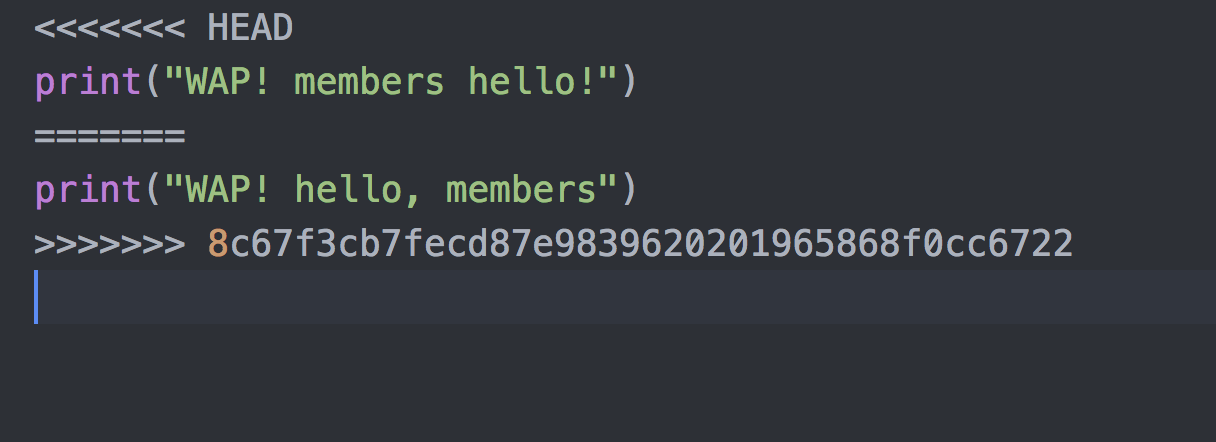 <<<<<<< HEAD
print("WAP! members hello!")
=======
print("WAP! hello, members")
>>>>>>> 8c67f3cb7fecd87e9839620201965868f0cc6722